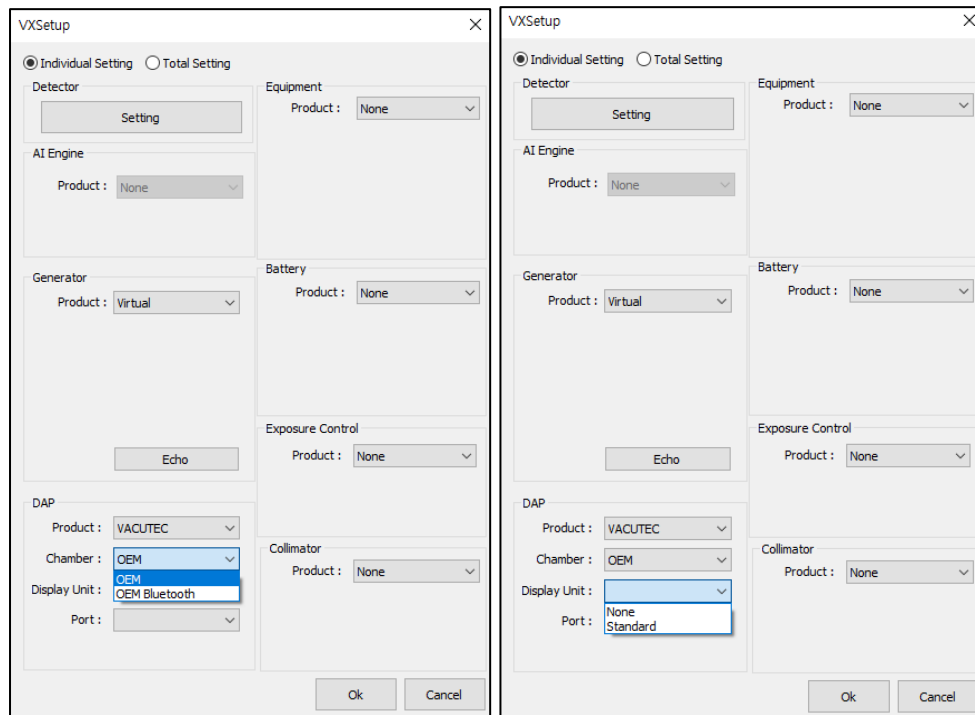 VXSetup
Individual Setting Total Setting
Detector
Setting
Equipment
Product : None
AI Engine
Product : None
Generator
Product : Virtual
Echo
Battery
Product : None
Exposure Control
Product : None
DAP
Product : VACUTEC
Chamber : OEM
OEM
OEM Bluetooth
Display Unit :
Port :
Collimator
Product : None
Ok Cancel
VXSetup
Individual Setting Total Setting
Detector
Setting
Equipment
Product : None
AI Engine
Product : None
Generator
Product : Virtual
Echo
Battery
Product : None
Exposure Control
Product : None
DAP
Product : VACUTEC
Chamber : OEM
Display Unit :
None
Standard
Port :
Collimator
Product : None
Ok Cancel